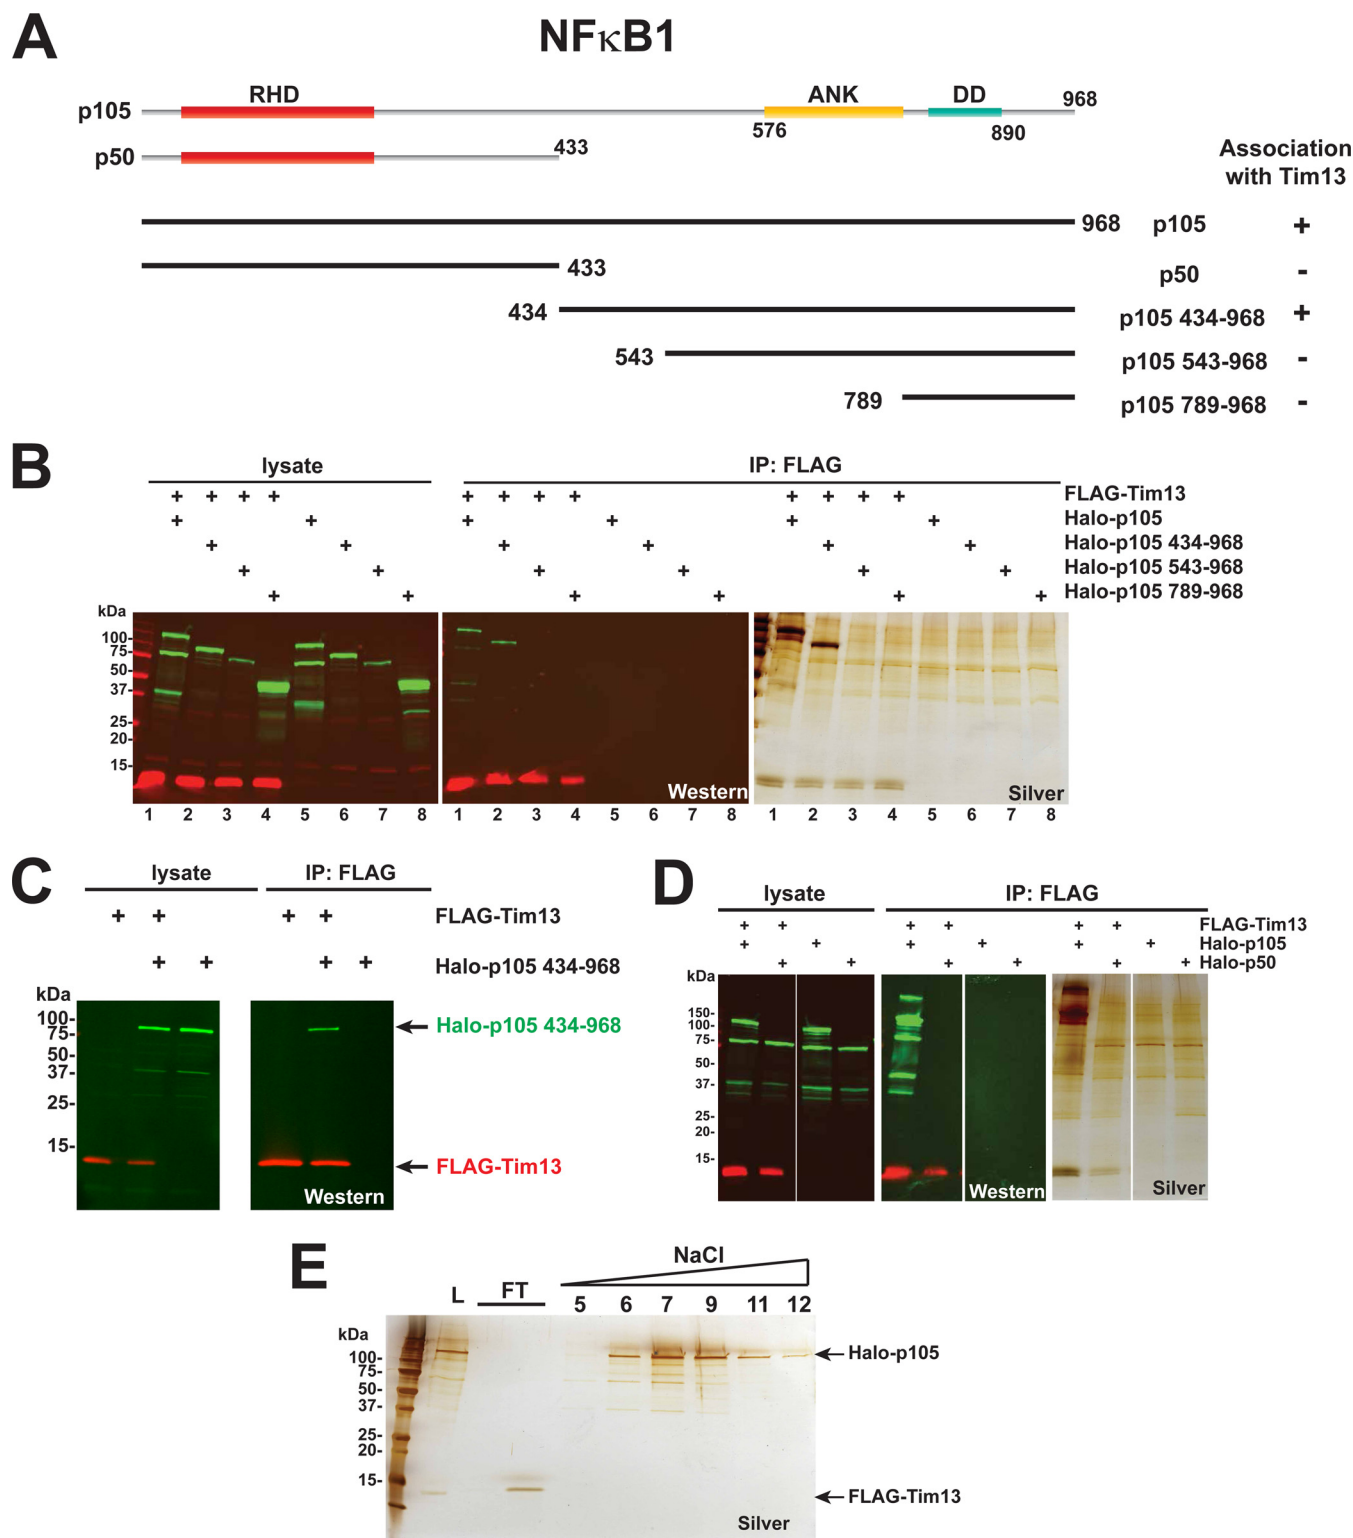 A
NFκB1
RHD
ANK
DD
968
p105
576
890
433
p50
Association
with Tim13
968 p105 +
433 p50 -
434 p105 434-968 +
543 p105 543-968 -
789 p105 789-968 -
B
lysate
IP: FLAG
+ + + + + + + + + + + + FLAG-Tim13
+ + + + + + Halo-p105
+ + + + + + Halo-p105 434-968
+ + + + + + Halo-p105 543-968
+ + + + + + Halo-p105 789-968
kDa
100-
75-
50-
37-
25-
20-
15-
Western
Silver
1 2 3 4 5 6 7 8 1 2 3 4 5 6 7 8 1 2 3 4 5 6 7 8
C
lysate
IP: FLAG
+ + + + FLAG-Tim13
+ + + + Halo-p105 434-968
kDa
100-
75-
50-
37-
25-
15-
Halo-p105 434-968
FLAG-Tim13
Western
D
lysate
IP: FLAG
+ + + + + + FLAG-Tim13
+ + + + + + Halo-p105
+ + + + + + Halo-p50
kDa
150-
100-
75-
50-
37-
25-
20-
15-
Western
Silver
E
NaCl
L FT 5 6 7 9 11 12
kDa
100-
75-
50-
37-
25-
20-
15-
Halo-p105
FLAG-Tim13
Silver